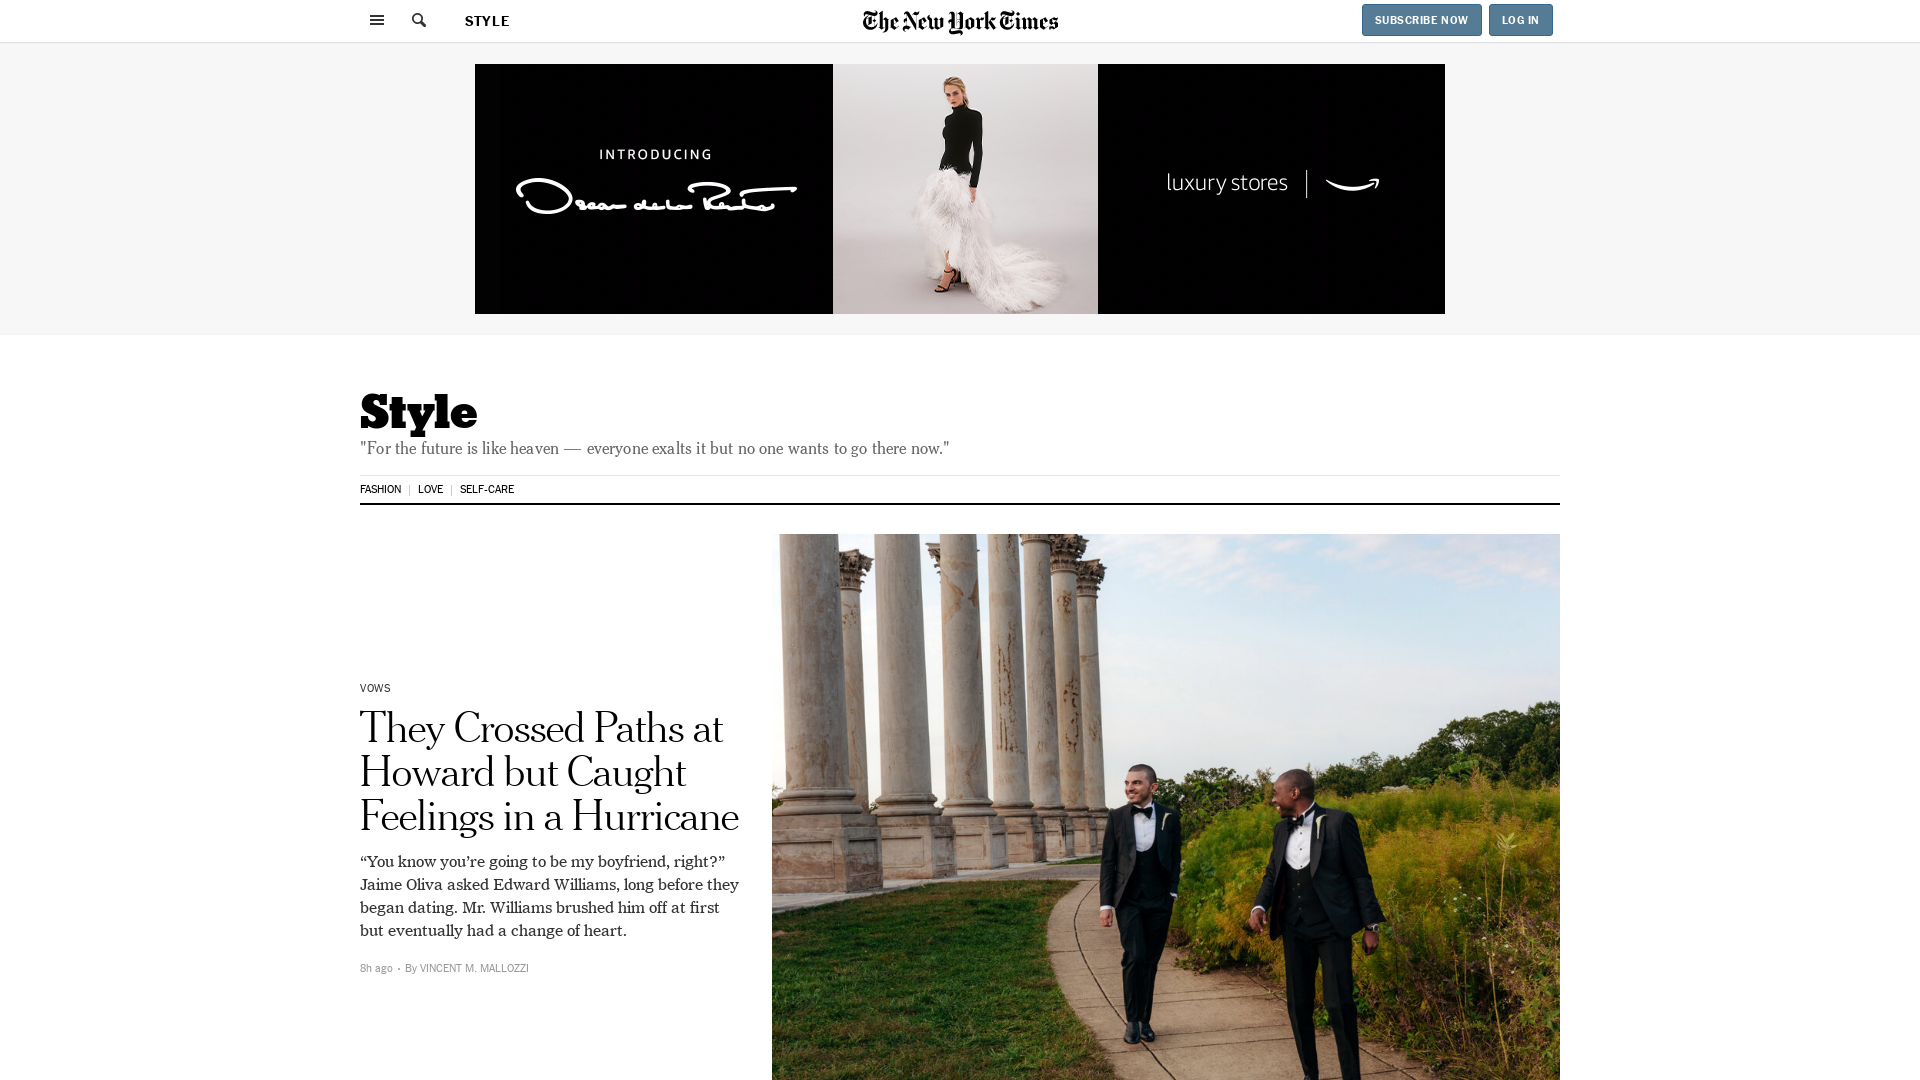 STYLE
The New York Times
SUBSCRIBE NOW
LOG IN
INTRODUCING
Oscar de la Renta
luxury stores
Style
"For the future is like heaven — everyone exalts it but no one wants to go there now."
FASHION | LOVE | SELF-CARE
VOWS
They Crossed Paths at
Howard but Caught
Feelings in a Hurricane
“You know you’re going to be my boyfriend, right?”
Jaime Oliva asked Edward Williams, long before they
began dating. Mr. Williams brushed him off at first
but eventually had a change of heart.
8h ago • By VINCENT M. MALLOZZI